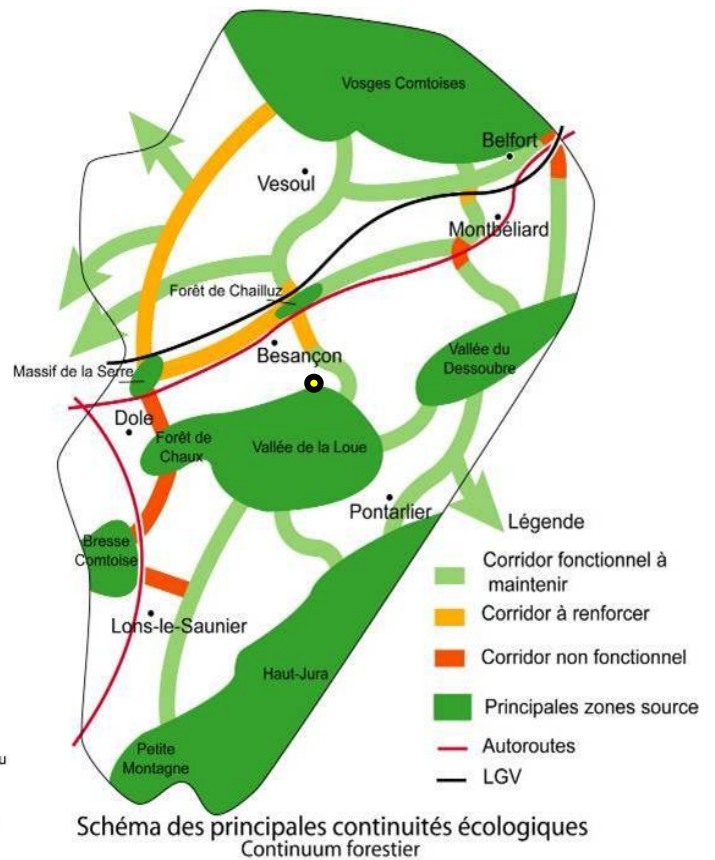 Vosges Comtoises
Belfort
Vesoul
Montbéliard
Forêt de Chailluz
Besançon
Massif de la Serre
Vallée du
Dessoubre
Dole
Forêt de
Chaux
Vallée de la Loue
Pontarlier
Bresse
Comtoise
Lons-le-Saunier
Haut-Jura
Petite
Montagne
Légende
Corridor fonctionnel à
maintenir
Corridor à renforcer
Corridor non fonctionnel
Principales zones source
Autoroutes
LGV
u
Schéma des principales continuités écologiques
Continuum forestier